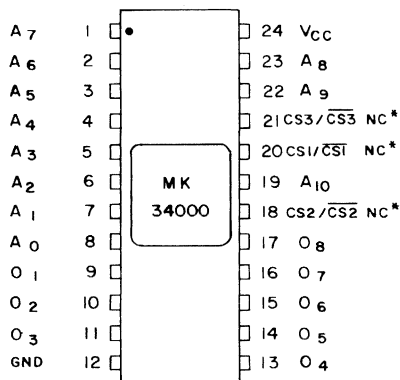 A7 1 24 VCC
A6 2 23 A8
A5 3 22 A9
A4 4 21 CS3/CS3 NC*
A3 5 20 CS1/CS1 NC*
A2 6 MK 19 A10
A1 7 34000 18 CS2/CS2 NC*
A0 8 17 O8
O1 9 16 O7
O2 10 15 O6
O3 11 14 O5
GND 12 13 O4